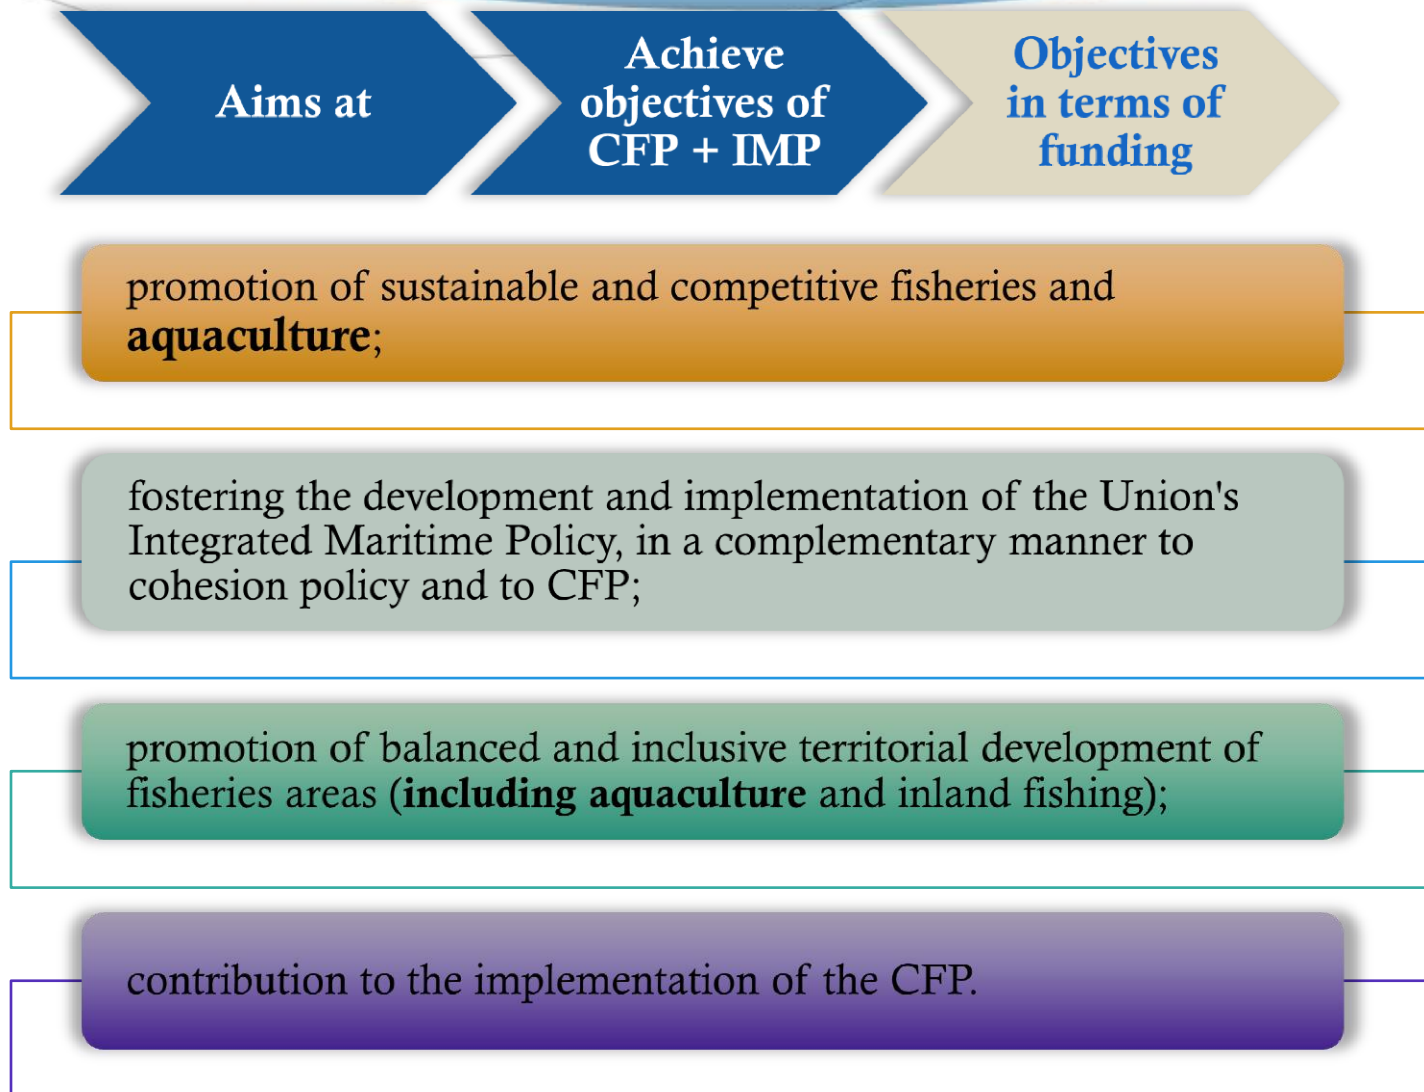 Aims at
Achieve
objectives of
CFP + IMP
Objectives
in terms of
funding
promotion of sustainable and competitive fisheries and
aquaculture;
fostering the development and implementation of the Union's
Integrated Maritime Policy, in a complementary manner to
cohesion policy and to CFP;
promotion of balanced and inclusive territorial development of
fisheries areas (including aquaculture and inland fishing);
contribution to the implementation of the CFP.